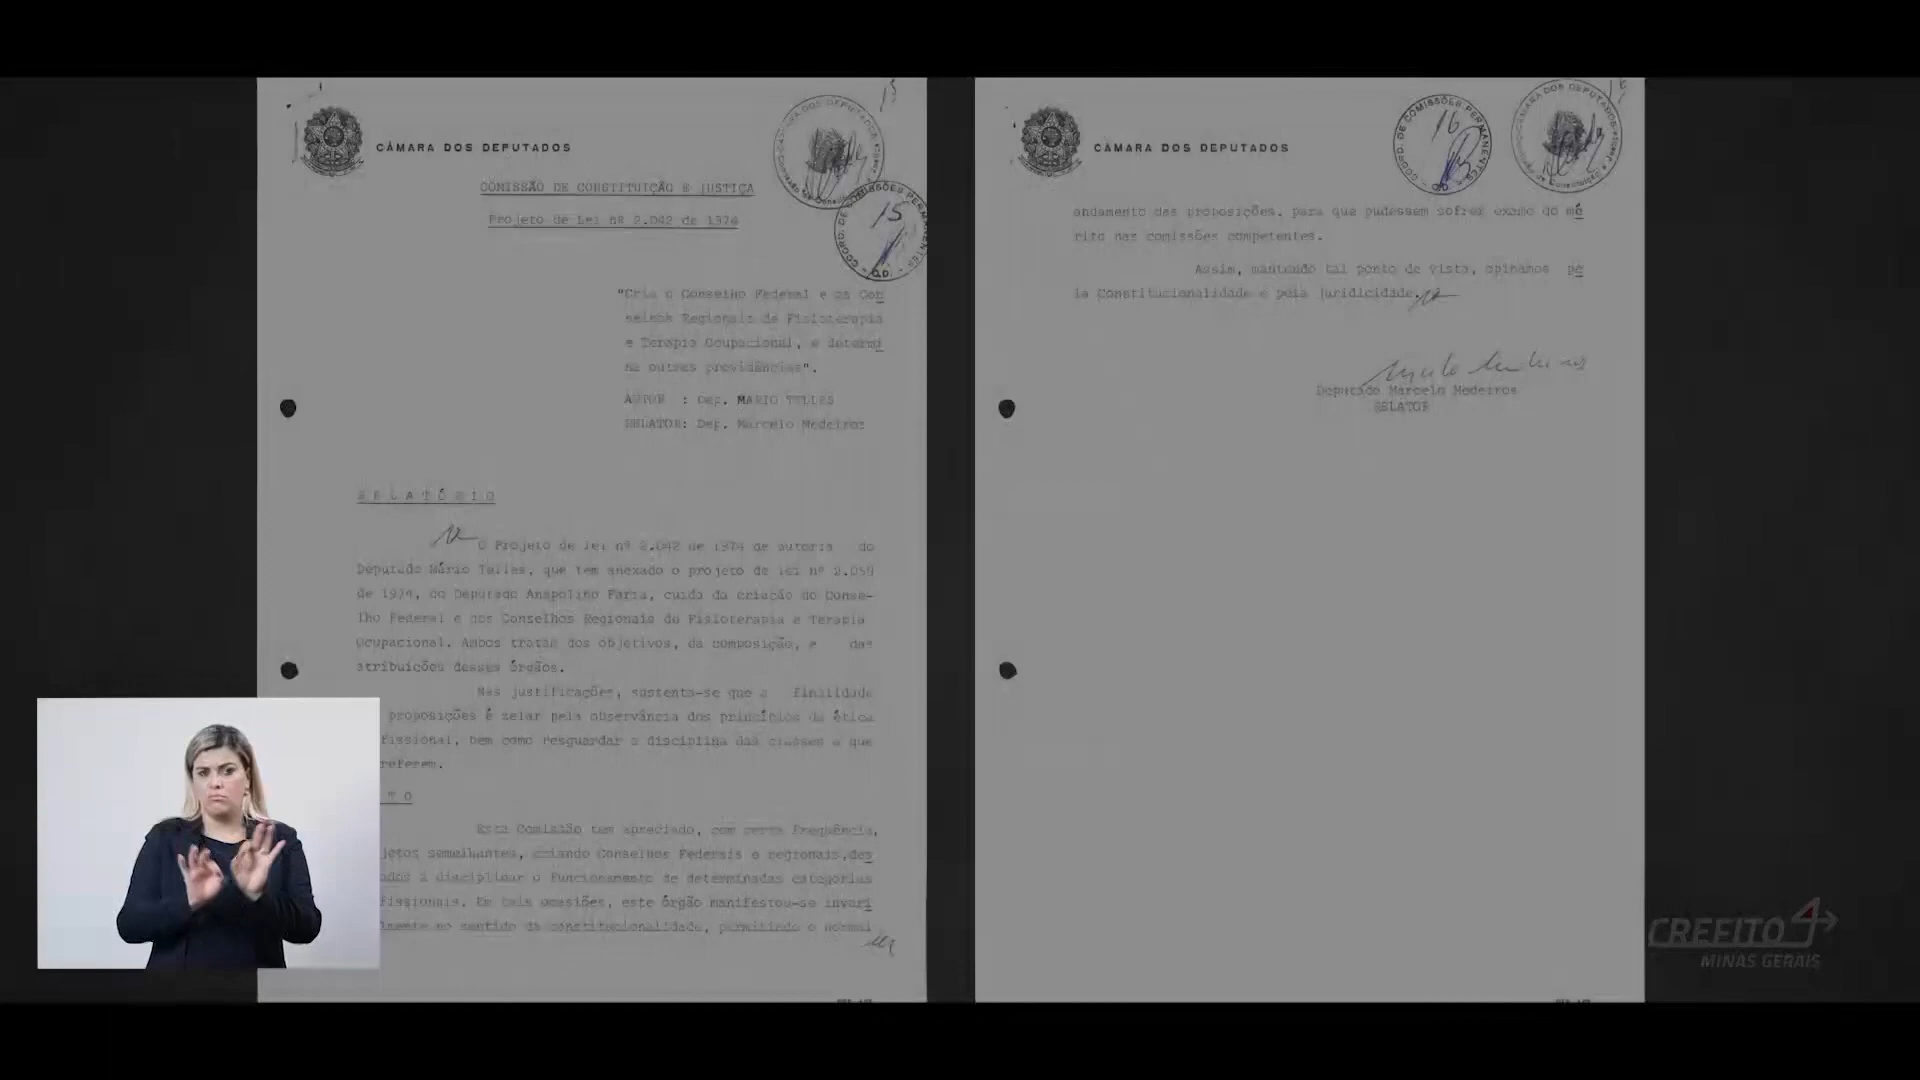 CÂMARA DOS DEPUTADOS
COMISSÃO DE CONSTITUIÇÃO E JUSTIÇA
Projeto de Lei nº 2.042 de 1974
"Cria o Conselho Federal e os Con
selhos Regionais de Fisioterapia
e Terapia Ocupacional, e determi
na outras providências".
AUTOR : Dep. MARIO TELLES
RELATOR: Dep. Marcelo Medeiros
RELATÓRIO
O Projeto de lei nº 2.042 de 1974 de autoria do
Deputado Mário Telles, que tem anexado o projeto de lei nº 2.059
de 1974, do Deputado Anapolino Faria, cuida da criação do Conse-
lho Federal e dos Conselhos Regionais de Fisioterapia e Terapia
Ocupacional. Ambos tratam dos objetivos, da composição, e das
atribuições desses órgãos.
Nas justificações, sustenta-se que a finalidade
proposições é zelar pela observância dos princípios da ética
fissional, bem como resguardar a disciplina das classes a que
referem.
TO
Esta Comissão tem apreciado, com certa frequência,
jetos semelhantes, criando Conselhos Federais e regionais,des
ados a disciplinar o funcionamento de determinadas categorias
fissionais. Em tais ocasiões, este órgão manifestou-se invari
lmente no sentido da constitucionalidade, permitindo o normal
CÂMARA DOS DEPUTADOS
COORD. DE COMISSÕES PERMANENTES
16
andamento das proposições, para que pudessem sofrer exame do mé
rito nas comissões competentes.
Assim, mantendo tal ponto de vista, opinamos pe
la Constitucionalidade e pela juridicidade.
Deputado Marcelo Medeiros
RELATOR
15
CREFITO 4
MINAS GERAIS